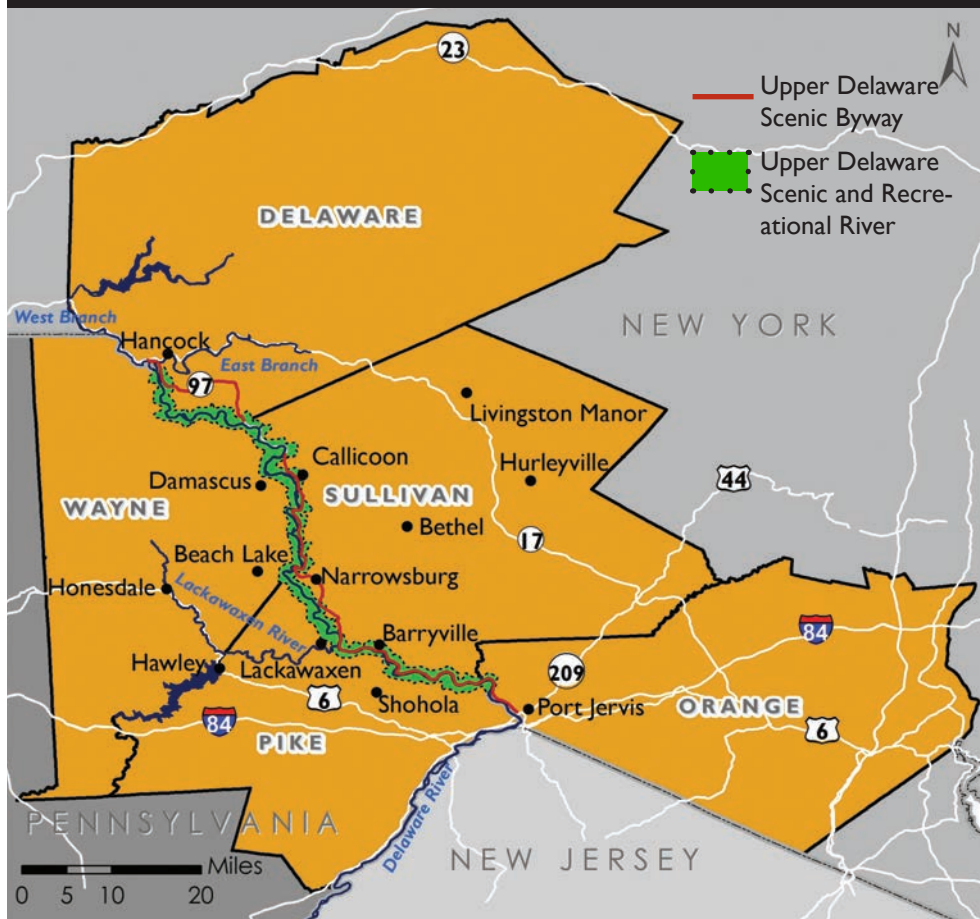 N
23
Upper Delaware
Scenic Byway
Upper Delaware
Scenic and Recre-
ational River
DELAWARE
West Branch
NEW YORK
Hancock
East Branch
97
Livingston Manor
Callicoon
Hurleyville
Damascus
44
WAYNE
SULLIVAN
Bethel
17
Beach Lake
Narrowsburg
Honesdale
Lackawaxen River
Barryville
84
Hawley
Lackawaxen
209
6
Shohola
Port Jervis
ORANGE
84
6
PIKE
Delaware River
PENNSYLVANIA
NEW JERSEY
Miles
0 5 10 20